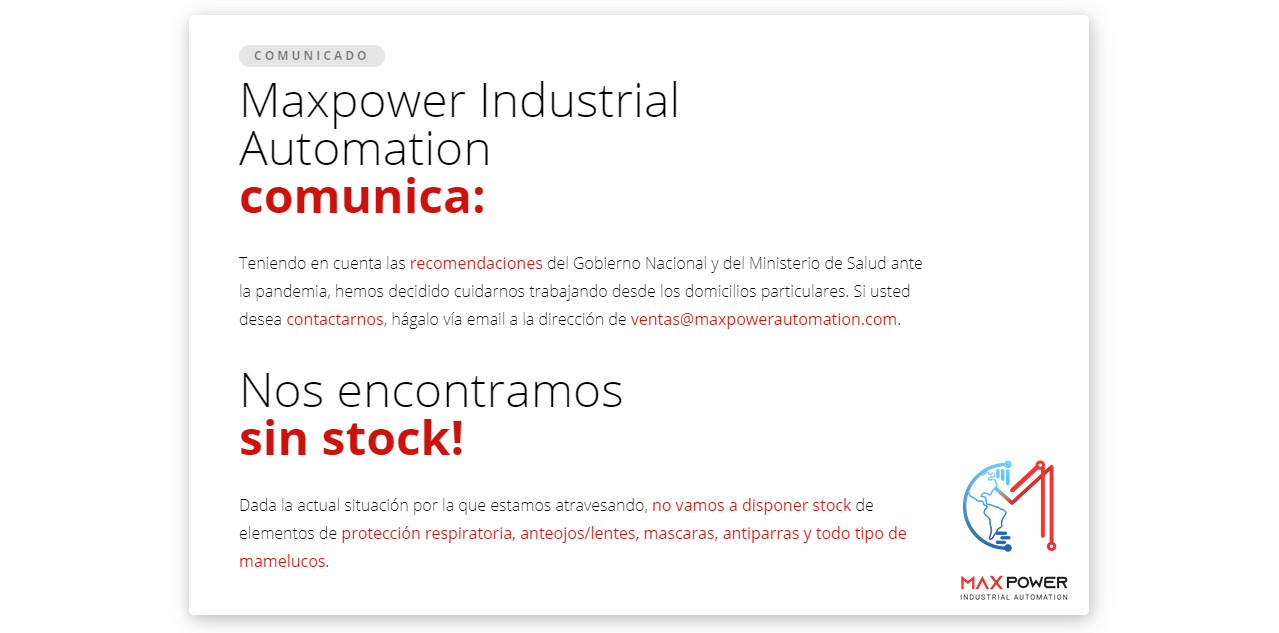 COMUNICADO
Maxpower Industrial
Automation
comunica:
Teniendo en cuenta las recomendaciones del Gobierno Nacional y del Ministerio de Salud ante
la pandemia, hemos decidido cuidarnos trabajando desde los domicilios particulares. Si usted
desea contactarnos, hágalo vía email a la dirección de ventas@maxpowerautomation.com.
Nos encontramos
sin stock!
Dada la actual situación por la que estamos atravesando, no vamos a disponer stock de
elementos de protección respiratoria, anteojos/lentes, mascaras, antiparras y todo tipo de
mamelucos.
MAXPOWER
INDUSTRIAL AUTOMATION